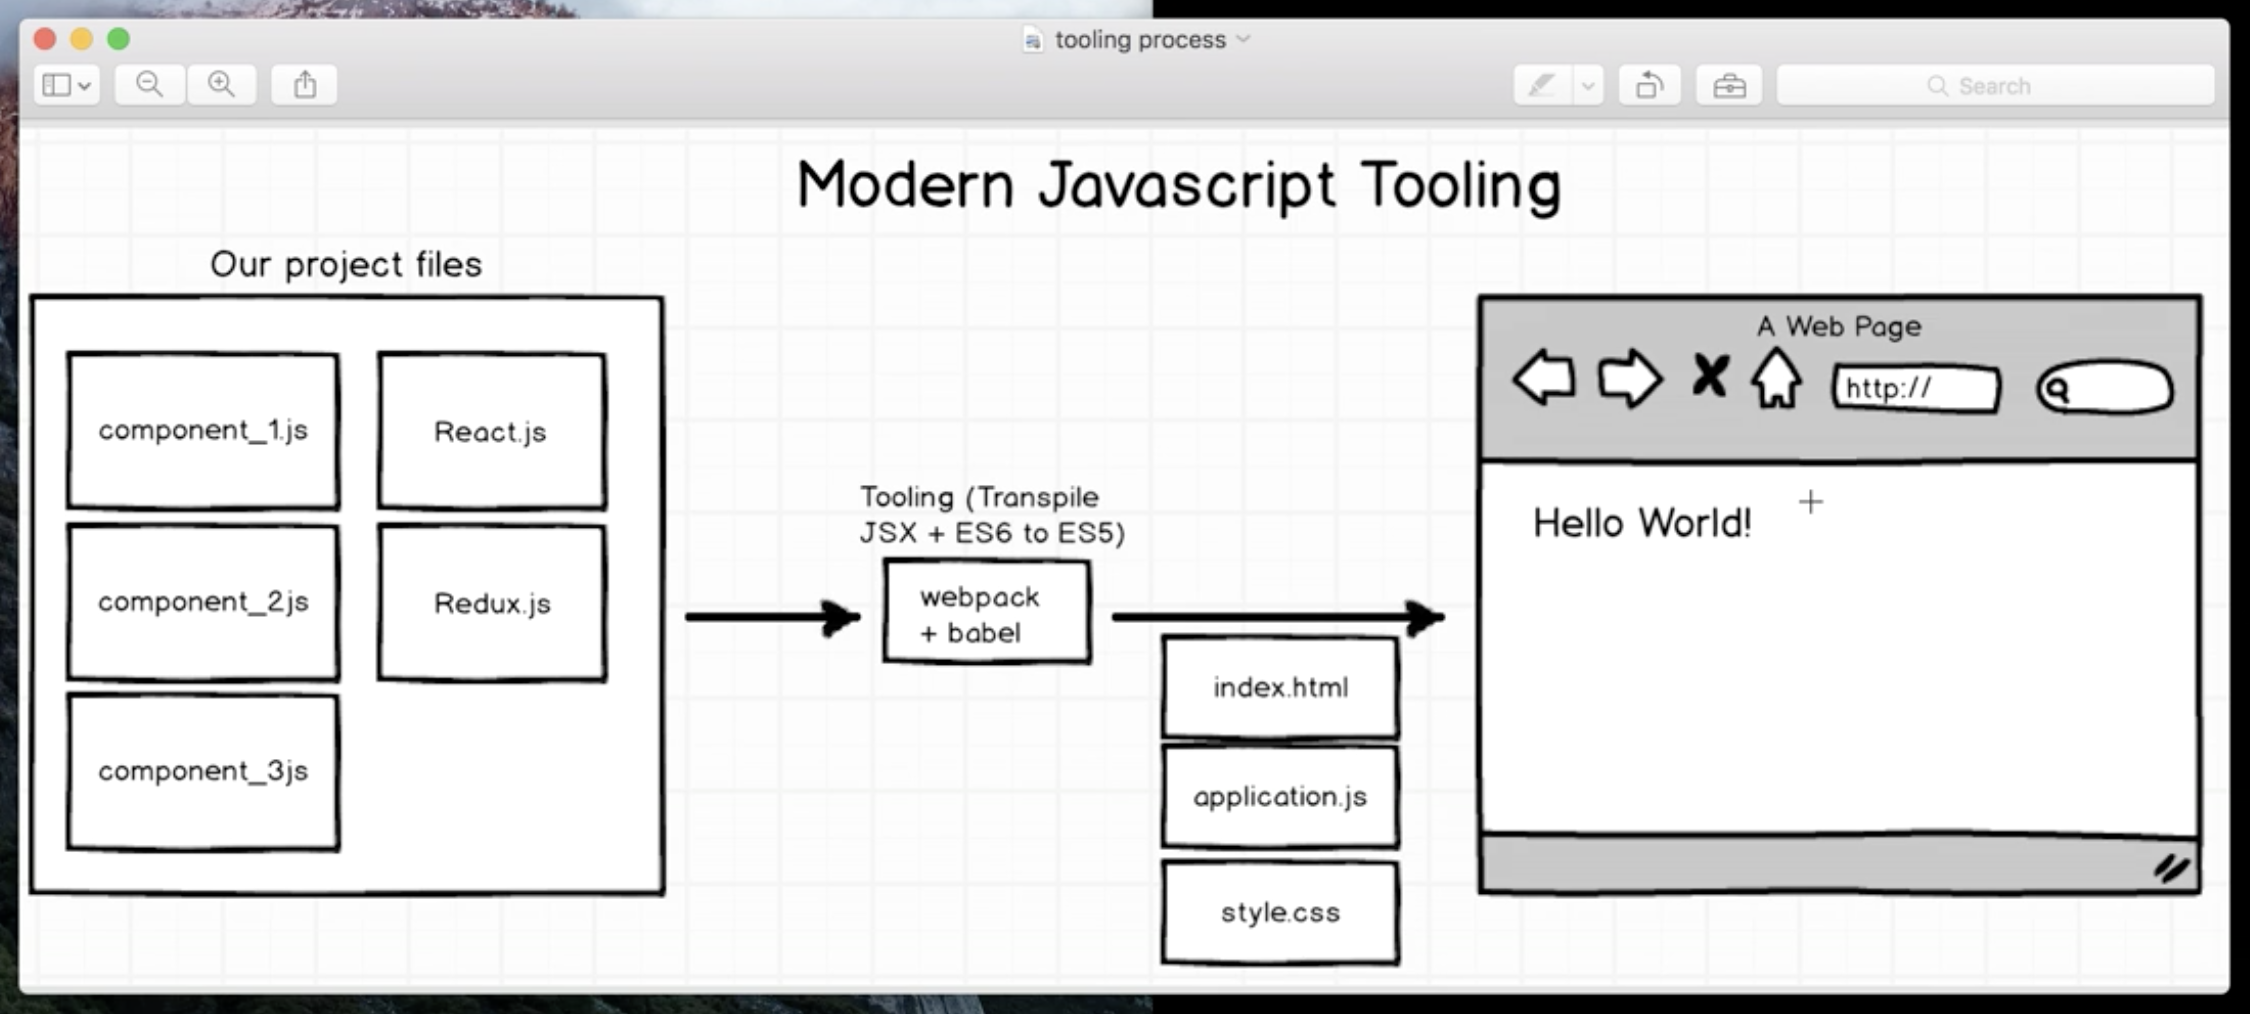 tooling process
Search
Modern Javascript Tooling
Our project files
component_1.js
React.js
component_2js
Redux.js
component_3js
Tooling (Transpile
JSX + ES6 to ES5)
webpack
+ babel
index.html
application.js
style.css
A Web Page
http://
Hello World!